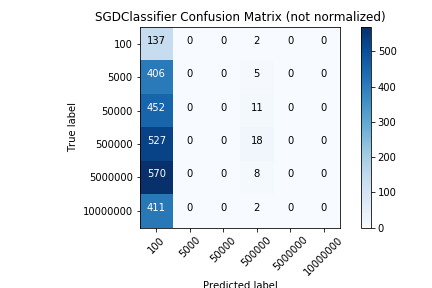 SGDClassifier Confusion Matrix (not normalized)
100 137 0 0 2 0 0
5000 406 0 0 5 0 0
50000 452 0 0 11 0 0
500000 527 0 0 18 0 0
5000000 570 0 0 8 0 0
10000000 411 0 0 2 0 0
True label
100 5000 50000 500000 5000000 10000000
Predicted label
500
400
300
200
100
0